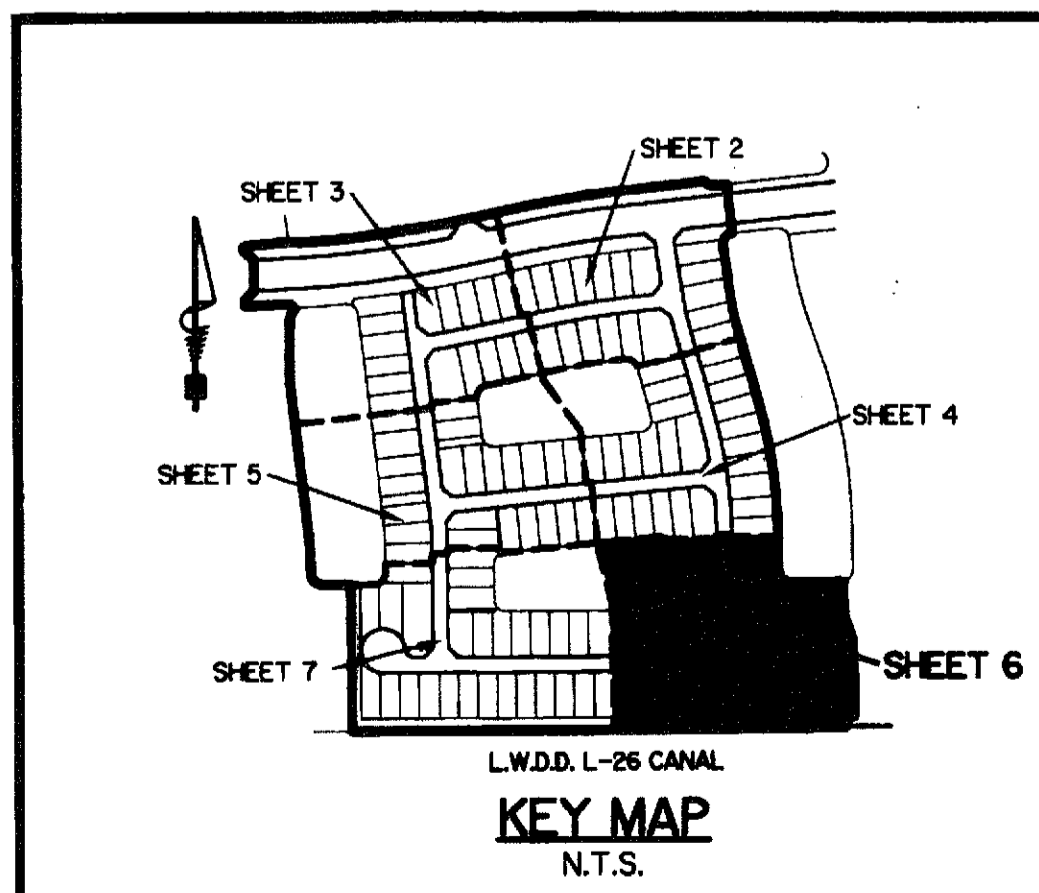 SHEET 2
SHEET 3
SHEET 4
SHEET 5
SHEET 7
SHEET 6
L.W.D.D. L-26 CANAL
KEY MAP
N.T.S.